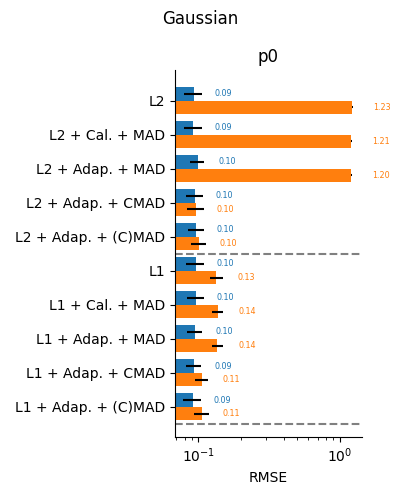 Gaussian
p0
L2 0.09
1.23
L2 + Cal. + MAD 0.09
1.21
L2 + Adap. + MAD 0.10
1.20
L2 + Adap. + CMAD 0.10
0.10
L2 + Adap. + (C)MAD 0.10
0.10
L1 0.10
0.13
L1 + Cal. + MAD 0.10
0.14
L1 + Adap. + MAD 0.10
0.14
L1 + Adap. + CMAD 0.09
0.11
L1 + Adap. + (C)MAD 0.09
0.11
10⁻¹ 10⁰
RMSE